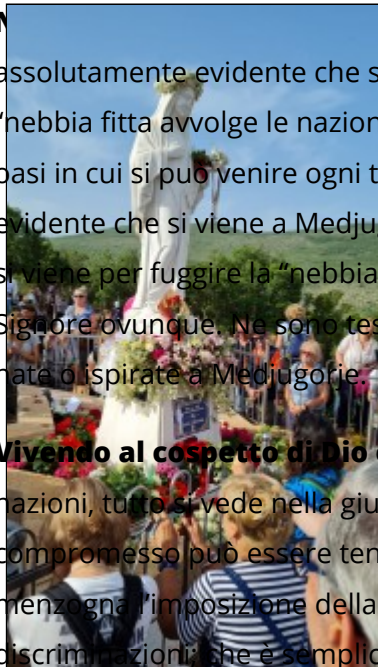 assolutamente evidente che s
"nebbia fitta avvolge le nazion
oasi in cui si può venire ogni t
evidente che si viene a Medju
si viene per fuggire la "nebbia
Signore ovunque. Ne sono tes
nate o ispirate a Medjugorje.
Vivendo al cospetto di Dio
nazioni, tutto si vede nella giu
compromesso può essere ten
menzogna l'imposizione della
discriminazioni; che è semplic